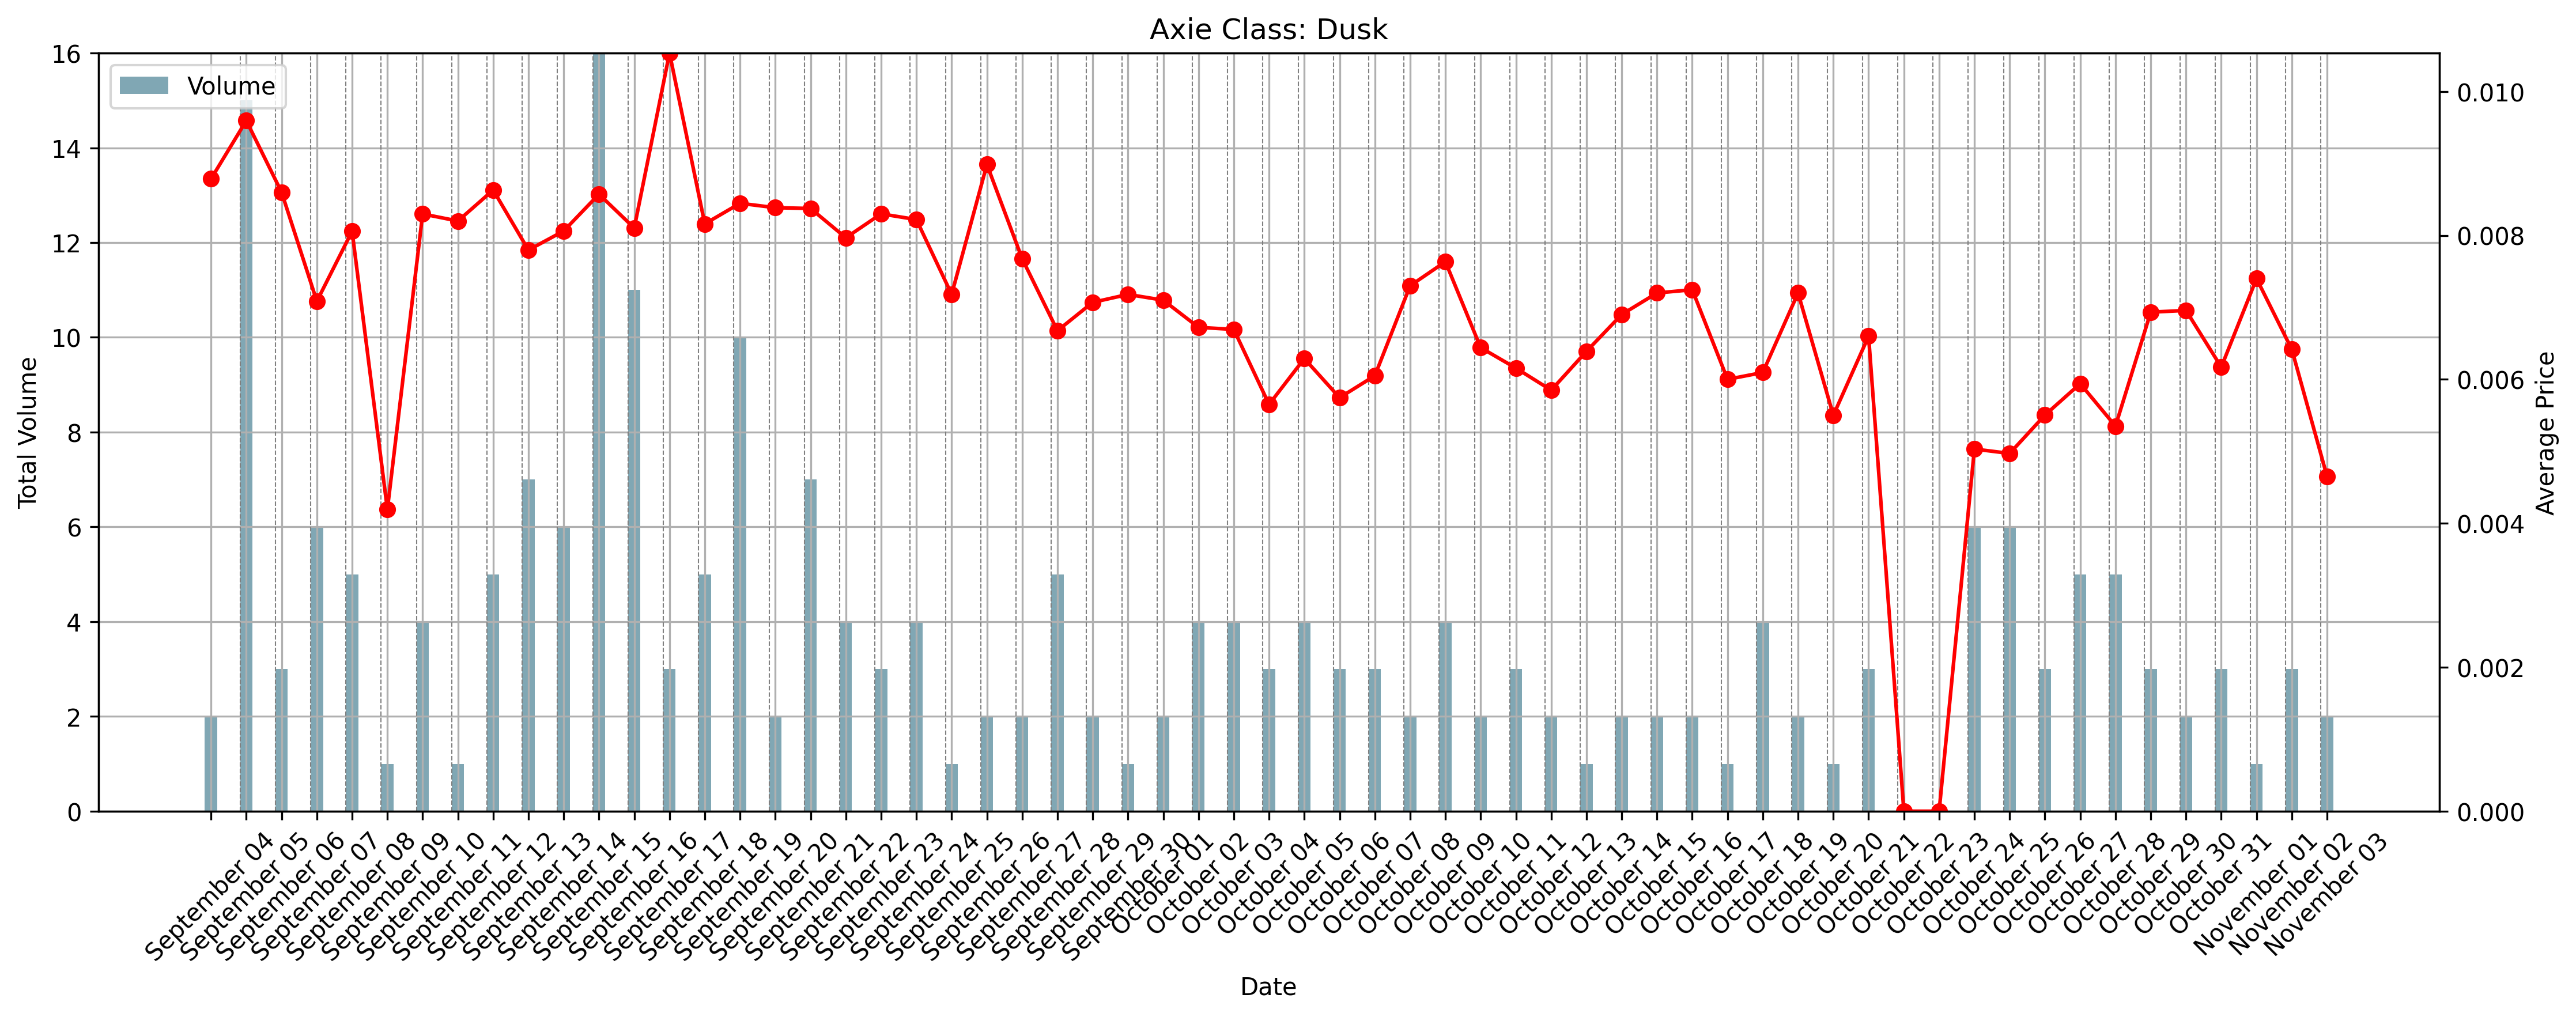 Axie Class: Dusk
Volume
Total Volume
16
14
12
10
8
6
4
2
0
Average Price
0.010
0.008
0.006
0.004
0.002
0.000
September 04
September 05
September 06
September 07
September 08
September 09
September 10
September 11
September 12
September 13
September 14
September 15
September 16
September 17
September 18
September 19
September 20
September 21
September 22
September 23
September 24
September 25
September 26
September 27
September 28
September 29
September 30
October 01
October 02
October 03
October 04
October 05
October 06
October 07
October 08
October 09
October 10
October 11
October 12
October 13
October 14
October 15
October 16
October 17
October 18
October 19
October 20
October 21
October 22
October 23
October 24
October 25
October 26
October 27
October 28
October 29
October 30
October 31
November 01
November 02
November 03
Date